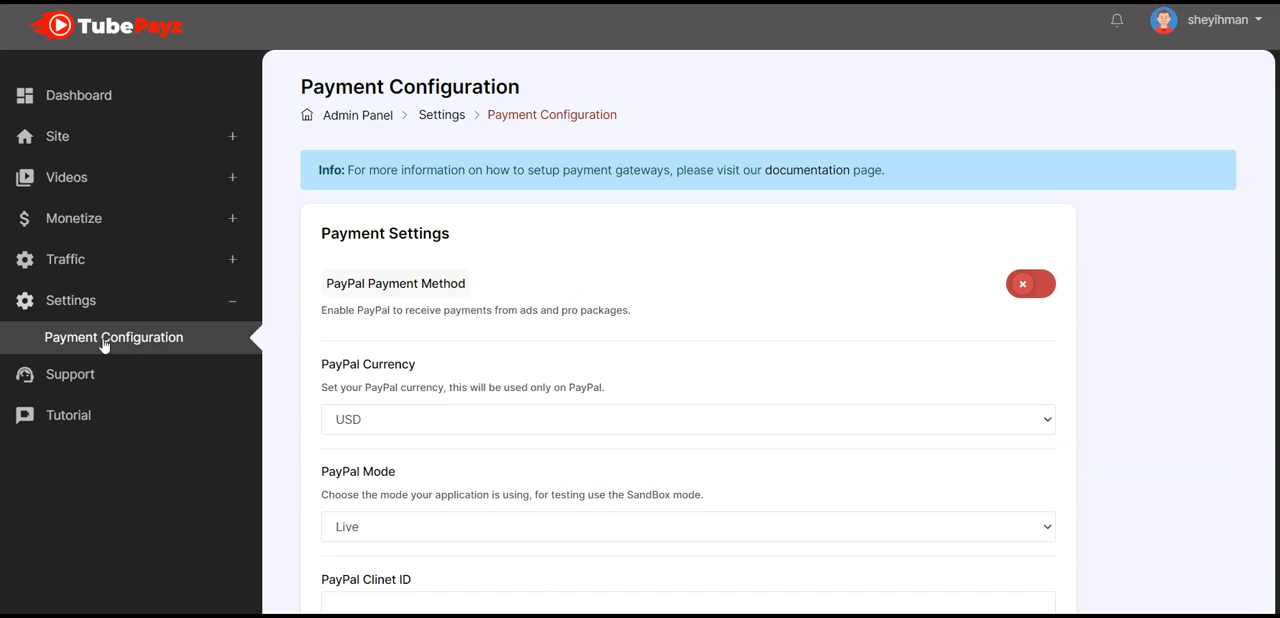 TubePayz
sheyihman
Dashboard
Site
Videos
Monetize
Traffic
Settings
Payment Configuration
Support
Tutorial
Payment Configuration
Admin Panel > Settings > Payment Configuration
Info: For more information on how to setup payment gateways, please visit our documentation page.
Payment Settings
PayPal Payment Method
Enable PayPal to receive payments from ads and pro packages.
PayPal Currency
Set your PayPal currency, this will be used only on PayPal.
USD
PayPal Mode
Choose the mode your application is using, for testing use the SandBox mode.
Live
PayPal Clinet ID